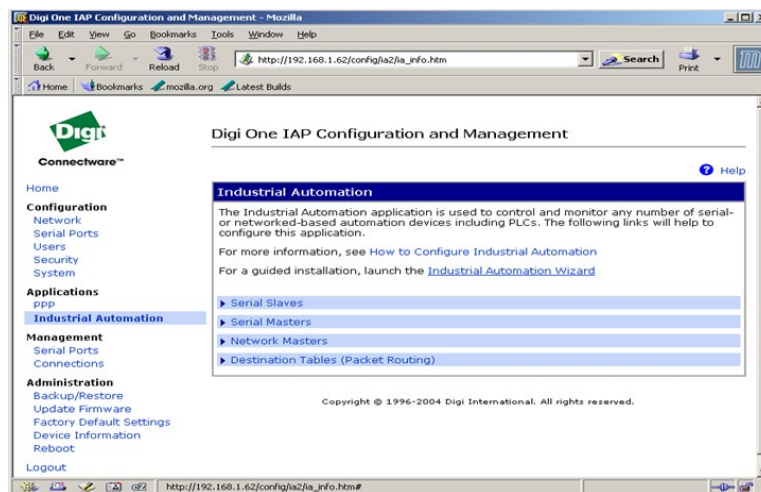 Digi One IAP Configuration and Management - Mozilla
File Edit View Go Bookmarks Tools Window Help
Back Forward Reload Stop http://192.168.1.62/config/ia2/ia_info.htm Search Print
Home Bookmarks mozilla.org Latest Builds
Digi
Connectware™
Digi One IAP Configuration and Management
Help
Home
Configuration
Network
Serial Ports
Users
Security
System
Applications
PPP
Industrial Automation
Management
Serial Ports
Connections
Administration
Backup/Restore
Update Firmware
Factory Default Settings
Device Information
Reboot
Logout
Industrial Automation
The Industrial Automation application is used to control and monitor any number of serial-
or networked-based automation devices including PLCs. The following links will help to
configure this application.
For more information, see How to Configure Industrial Automation
For a guided installation, launch the Industrial Automation Wizard
Serial Slaves
Serial Masters
Network Masters
Destination Tables (Packet Routing)
Copyright © 1996-2004 Digi International. All rights reserved.
http://192.168.1.62/config/ia2/ia_info.htm#